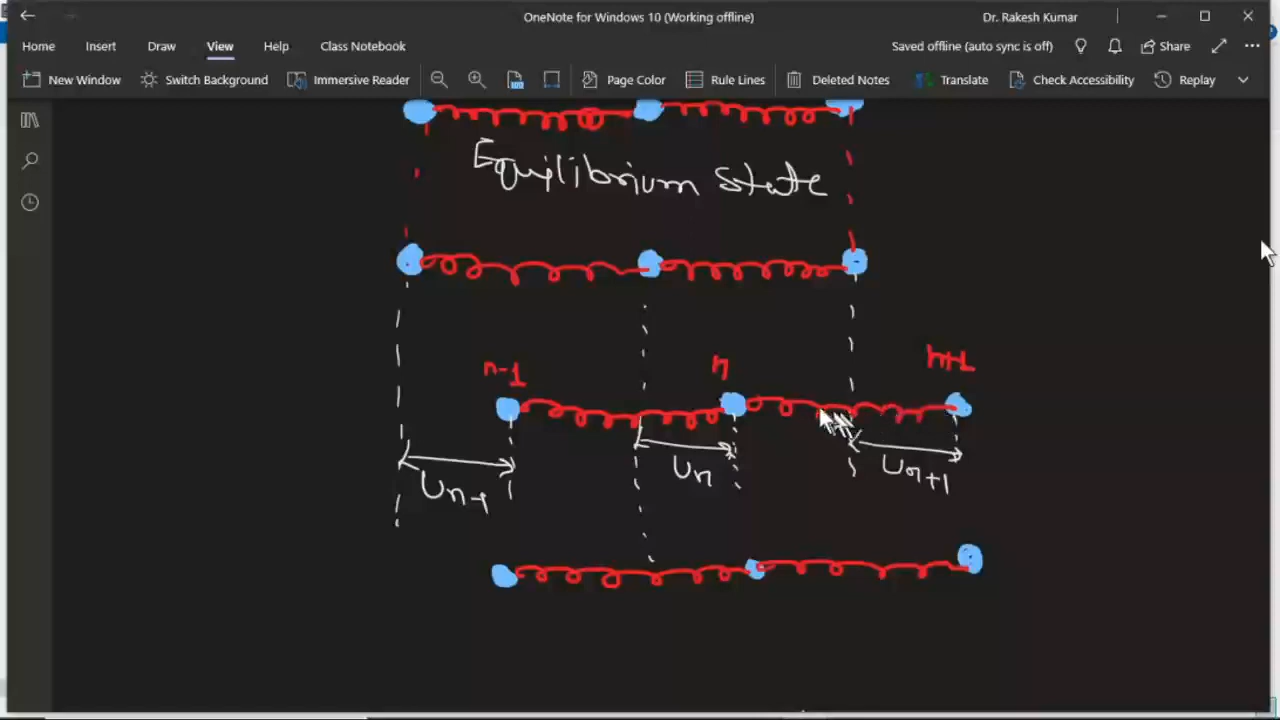 OneNote for Windows 10 (Working offline)
Dr. Rakesh Kumar
Home Insert Draw View Help Class Notebook
Saved offline (auto sync is off) Share
New Window Switch Background Immersive Reader Page Color Rule Lines Deleted Notes Translate Check Accessibility Replay
Equilibrium State
n-1 n n+1
Un-1 Un Un+1